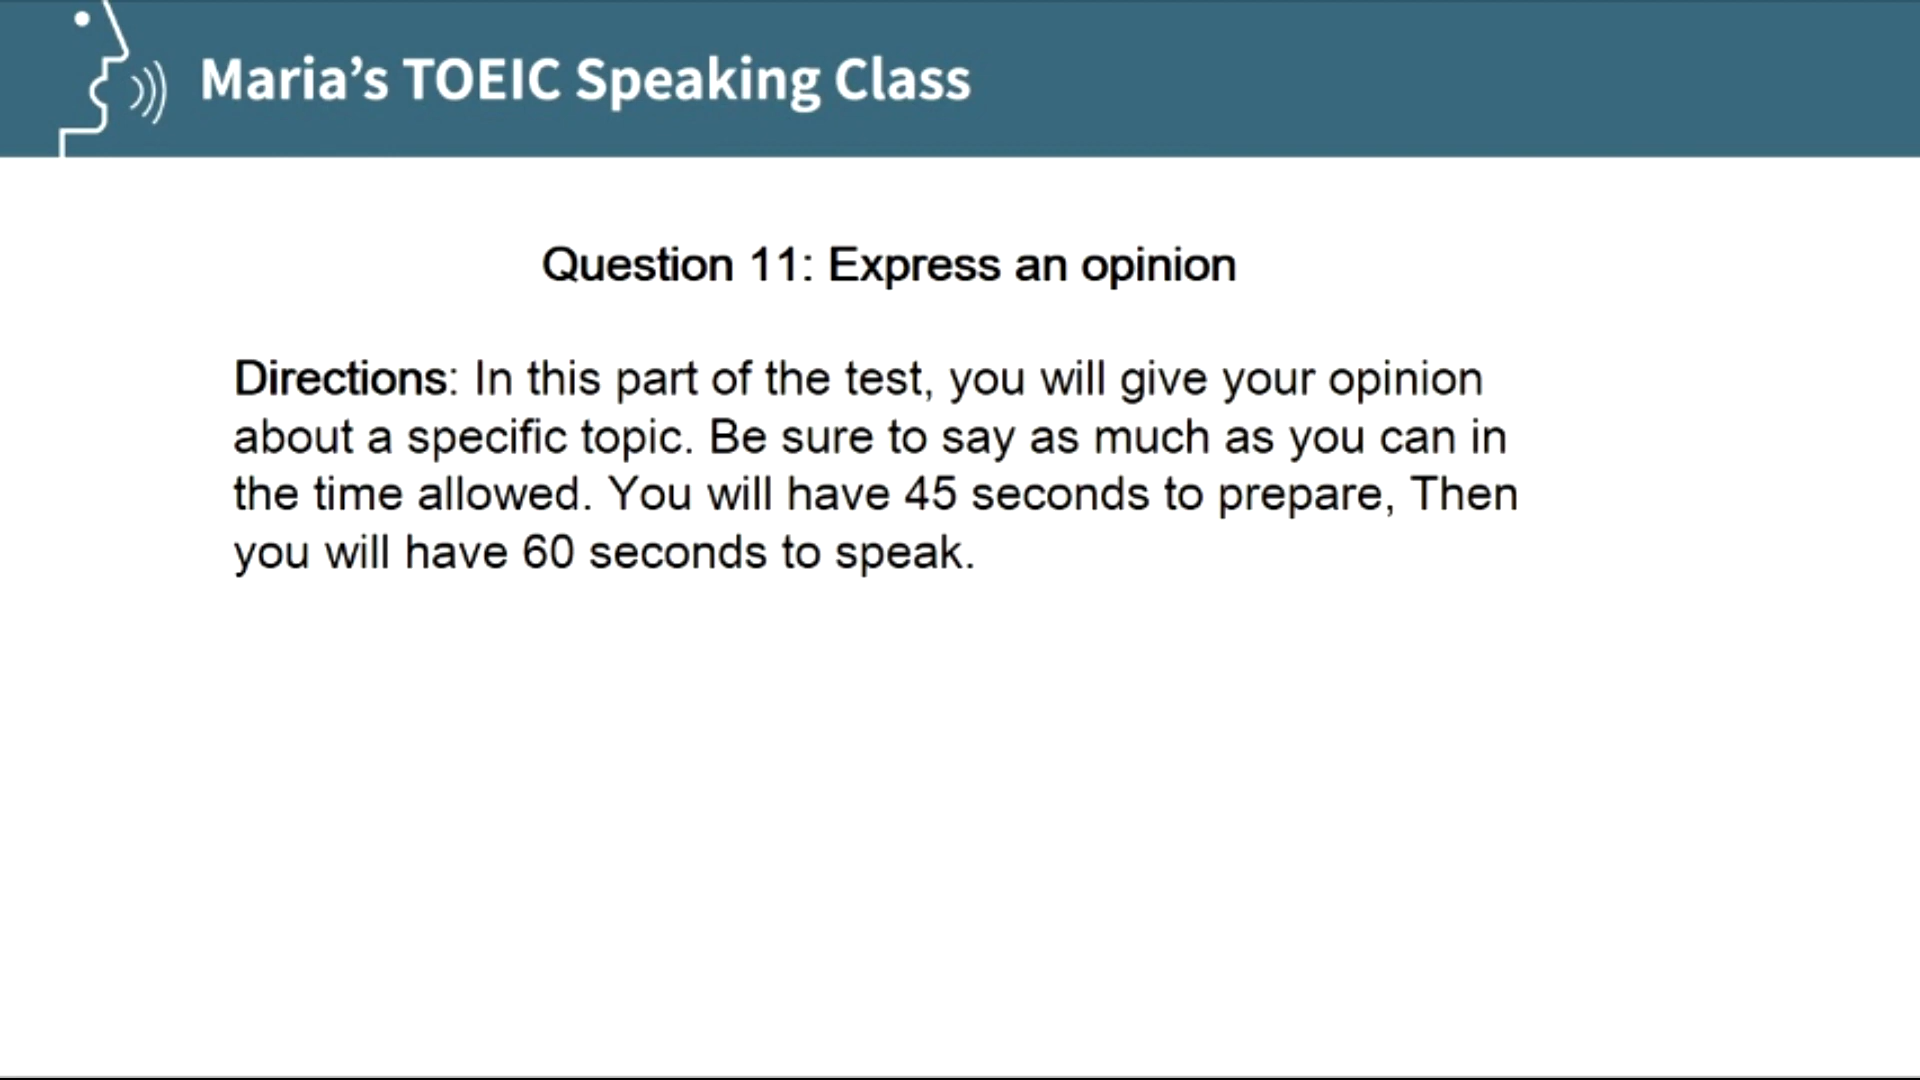 Maria’s TOEIC Speaking Class
Question 11: Express an opinion
Directions: In this part of the test, you will give your opinion
about a specific topic. Be sure to say as much as you can in
the time allowed. You will have 45 seconds to prepare, Then
you will have 60 seconds to speak.